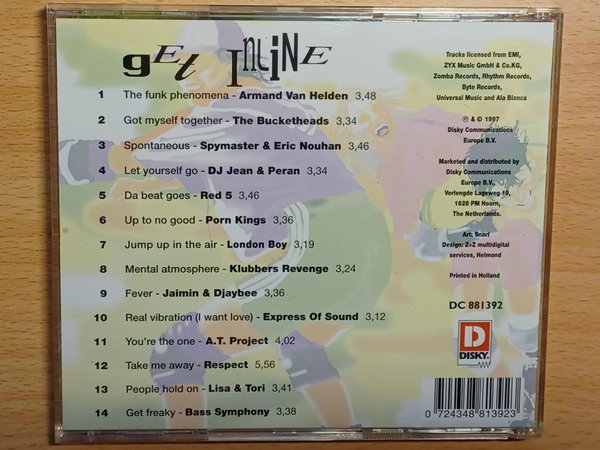 get Inline
1 The funk phenomena - Armand Van Helden 3,48
2 Got myself together - The Bucketheads 3,34
3 Spontaneous - Spymaster & Eric Nouhan 3,46
4 Let yourself go - DJ Jean & Peran 3,34
5 Da beat goes - Red 5 3,46
6 Up to no good - Porn Kings 3,36
7 Jump up in the air - London Boy 3,19
8 Mental atmosphere - Klubbers Revenge 3,24
9 Fever - Jaimin & Djaybee 3,36
10 Real vibration (I want love) - Express Of Sound 3,12
11 You're the one - A.T. Project 4,02
12 Take me away - Respect 5,56
13 People hold on - Lisa & Tori 3,41
14 Get freaky - Bass Symphony 3,38
Tracks licensed from EMI,
ZYX Music GmbH & Co.KG,
Zomba Records, Rhythm Records,
Byte Records,
Universal Music and Ala Bianca
℗ & © 1997
Disky Communications
Europe B.V.
Marketed and distributed by
Disky Communications
Europe B.V.,
Verlengde Lageweg 19,
1628 PM Hoorn,
The Netherlands.
Art: Snarf
Design: Z+Z multidigital
services, Helmond
Printed in Holland
DC 881392
D
DISKY.
0 724348 813923